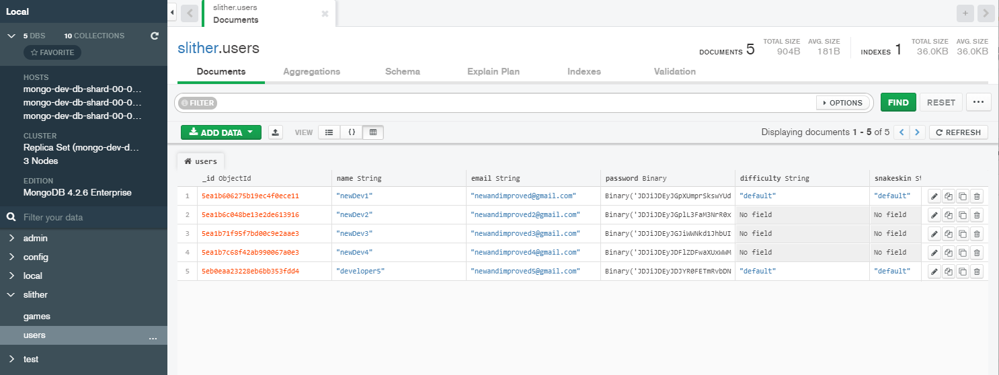 Local
5 DBS 10 COLLECTIONS
FAVORITE
HOSTS
mongo-dev-db-shard-00-0...
mongo-dev-db-shard-00-0...
mongo-dev-db-shard-00-0...
CLUSTER
Replica Set (mongo-dev-d...
3 Nodes
EDITION
MongoDB 4.2.6 Enterprise
Filter your data
admin
config
local
slither
games
users
...
test
slither.users
Documents
slither.users
DOCUMENTS 5 TOTAL SIZE 904B AVG. SIZE 181B INDEXES 1 TOTAL SIZE 36.0KB AVG. SIZE 36.0KB
Documents Aggregations Schema Explain Plan Indexes Validation
FILTER OPTIONS FIND RESET ...
ADD DATA VIEW {} Displaying documents 1 - 5 of 5 REFRESH
users
_id ObjectId name String email String password Binary difficulty String snakeskin St
1 5ea1b606275b19ec4f0ece11 "newDev1" "newandimproved@gmail.com" Binary('JDJiJDEyJGpXUmprSkswYUd "default" "default"
2 5ea1b6c048be13e2de613916 "newDev2" "newandimproved2@gmail.com" Binary('JDJiJDEyJGplL3FaM3NrR0x No field No field
3 5ea1b71f95f7bd00c9e2aae3 "newDev3" "newandimproved3@gmail.com" Binary('JDJiJDEyJGJiWWNkd1JhbUI No field No field
4 5ea1b7c68f42ab990067a0e3 "newDev4" "newandimproved4@gmail.com" Binary('JDJiJDEyJDFlZDFwaXUxWWM No field No field
5 5eb0eaa23228eb6bb353fdd4 "developer5" "newandimproved5@gmail.com" Binary('JDJiJDEyJDJYR0FETmRvbDN "default" "default"